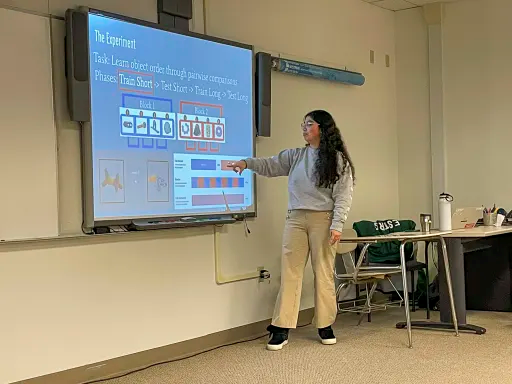 The Experiment
Task: Learn object order through pairwise comparisons
Phases: Train Short -> Test Short -> Train Long -> Test Long
Block 1
Block 2